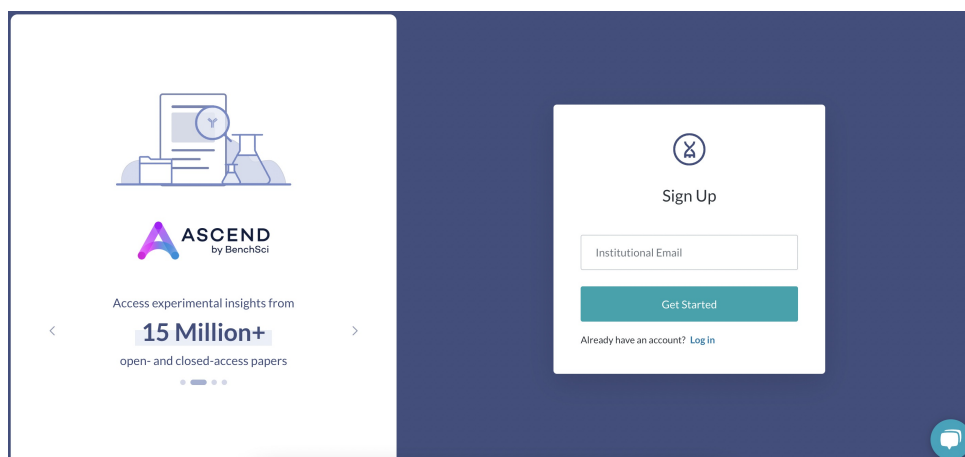 ASCEND
by BenchSci
Access experimental insights from
15 Million+
open- and closed-access papers
Sign Up
Institutional Email
Get Started
Already have an account? Log in